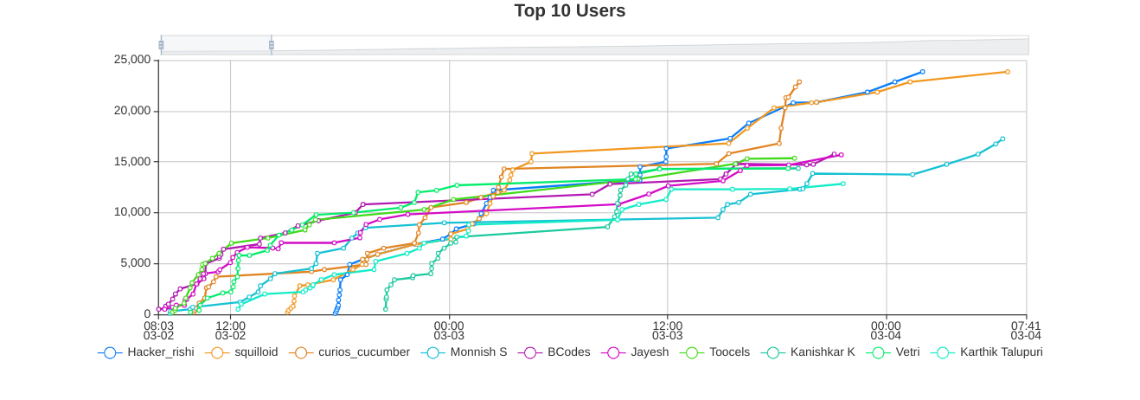 Top 10 Users
25,000
20,000
15,000
10,000
5,000
0
08:03 12:00 00:00 12:00 00:00 07:41
03-02 03-02 03-03 03-03 03-04 03-04
Hacker_rishi squilloid curios_cucumber Monnish S BCodes Jayesh Toocels Kanishkar K Vetri Karthik Talupuri